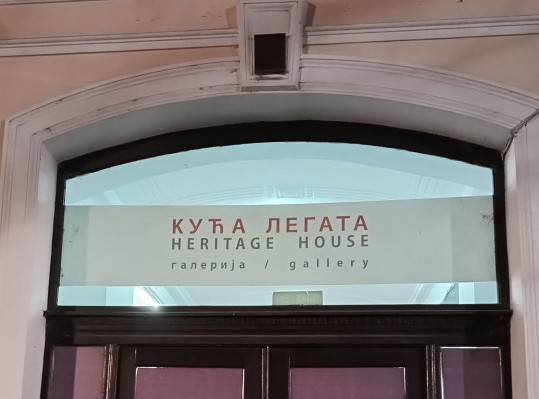 КУЋА ЛЕГАТА
HERITAGE HOUSE
галерија / gallery